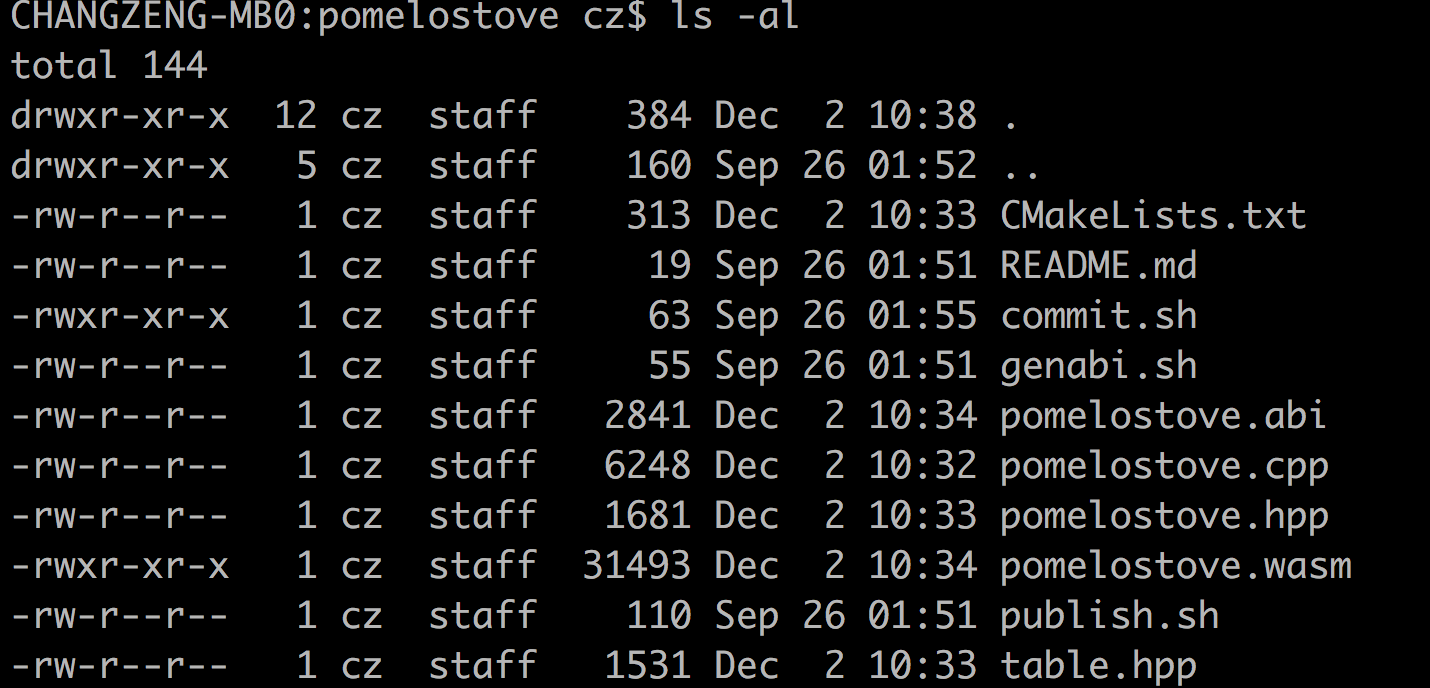 CHANGZENG-MB0:pomelostove cz$ ls -al
total 144
drwxr-xr-x  12 cz  staff    384 Dec  2 10:38 .
drwxr-xr-x   5 cz  staff    160 Sep 26 01:52 ..
-rw-r--r--   1 cz  staff    313 Dec  2 10:33 CMakeLists.txt
-rw-r--r--   1 cz  staff     19 Sep 26 01:51 README.md
-rwxr-xr-x   1 cz  staff     63 Sep 26 01:55 commit.sh
-rw-r--r--   1 cz  staff     55 Sep 26 01:51 genabi.sh
-rw-r--r--   1 cz  staff   2841 Dec  2 10:34 pomelostove.abi
-rw-r--r--   1 cz  staff   6248 Dec  2 10:32 pomelostove.cpp
-rw-r--r--   1 cz  staff   1681 Dec  2 10:33 pomelostove.hpp
-rwxr-xr-x   1 cz  staff  31493 Dec  2 10:34 pomelostove.wasm
-rw-r--r--   1 cz  staff    110 Sep 26 01:51 publish.sh
-rw-r--r--   1 cz  staff   1531 Dec  2 10:33 table.hpp